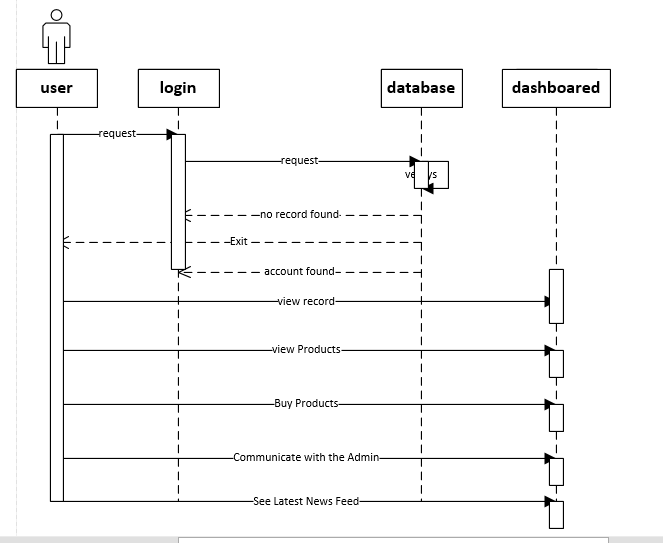 user
login
database
dashboared
request
request
no record found
Exit
account found
view record
view Products
Buy Products
Communicate with the Admin
See Latest News Feed